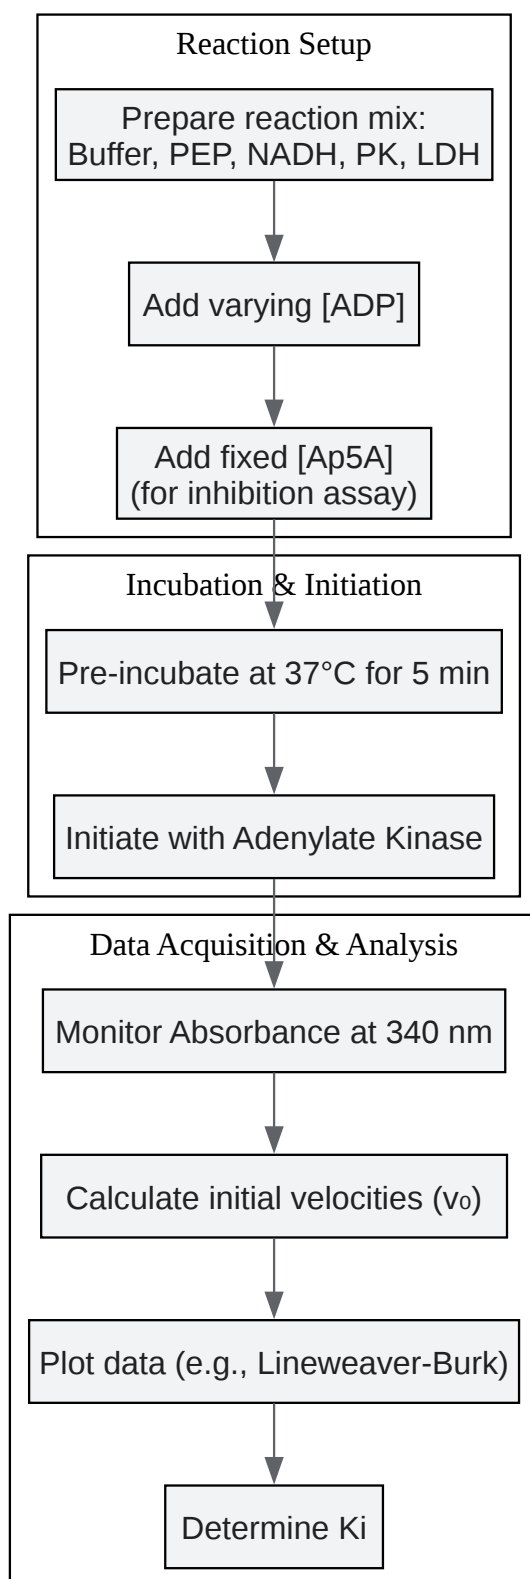 Reaction Setup
Prepare reaction mix:
Buffer, PEP, NADH, PK, LDH
Add varying [ADP]
Add fixed [Ap5A]
(for inhibition assay)
Incubation & Initiation
Pre-incubate at 37°C for 5 min
Initiate with Adenylate Kinase
Data Acquisition & Analysis
Monitor Absorbance at 340 nm
Calculate initial velocities (v₀)
Plot data (e.g., Lineweaver-Burk)
Determine Ki